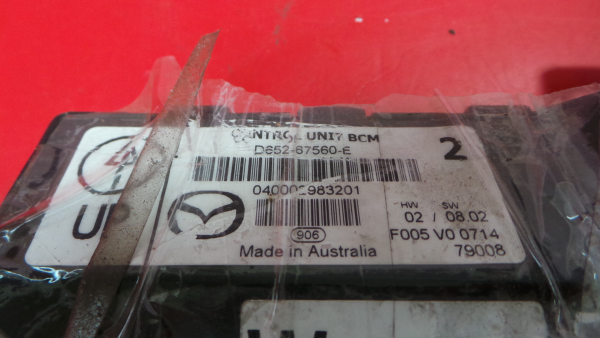 CONTROL UNIT BCM
D652-67560-E
2
040002983201
HW SW
02 / 08.02
906
F005 V0 0714
Made in Australia
79008